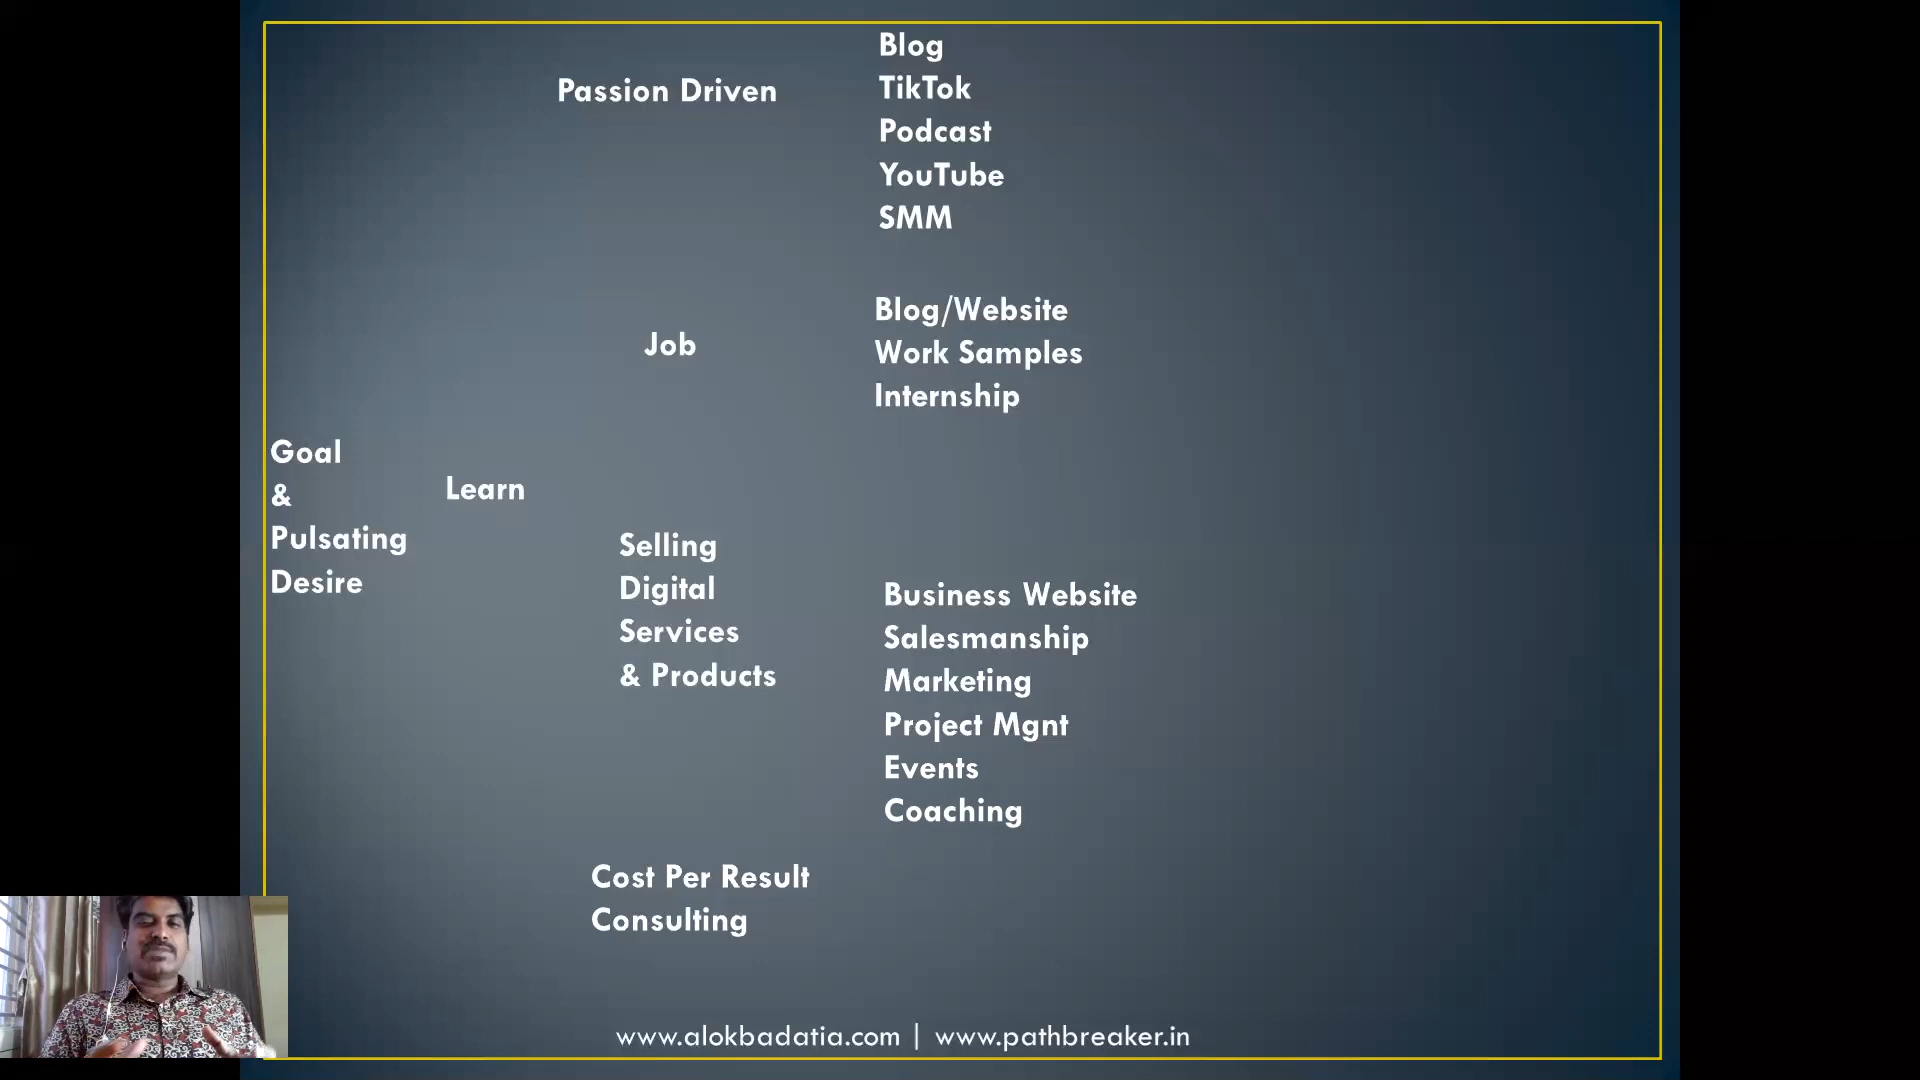 Passion Driven
Blog
TikTok
Podcast
YouTube
SMM
Job
Blog/Website
Work Samples
Internship
Goal
&
Pulsating
Desire
Learn
Selling
Digital
Services
& Products
Business Website
Salesmanship
Marketing
Project Mgnt
Events
Coaching
Cost Per Result
Consulting
www.alokbadatia.com | www.pathbreaker.in